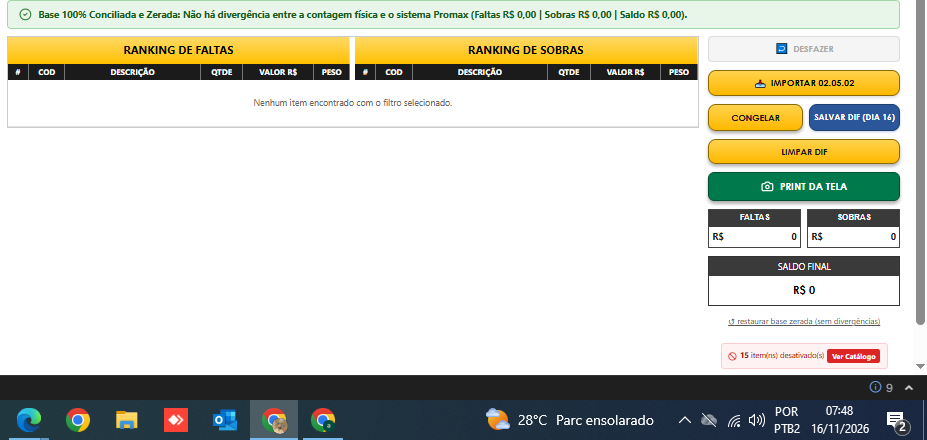 Base 100% Conciliada e Zerada: Não há divergência entre a contagem física e o sistema Promax (Faltas R$ 0,00 | Sobras R$ 0,00 | Saldo R$ 0,00).
RANKING DE FALTAS
# COD DESCRIÇÃO QTDE VALOR R$ PESO
RANKING DE SOBRAS
# COD DESCRIÇÃO QTDE VALOR R$ PESO
Nenhum item encontrado com o filtro selecionado.
DESFAZER
IMPORTAR 02.05.02
CONGELAR
SALVAR DIF (DIA 16)
LIMPAR DIF
PRINT DA TELA
FALTAS
R$ 0
SOBRAS
R$ 0
SALDO FINAL
R$ 0
↺ restaurar base zerada (sem divergências)
15 item(ns) desativado(s) Ver Catálogo
9
28°C Parc ensolarado
POR
PTB2
07:48
16/11/2026
2